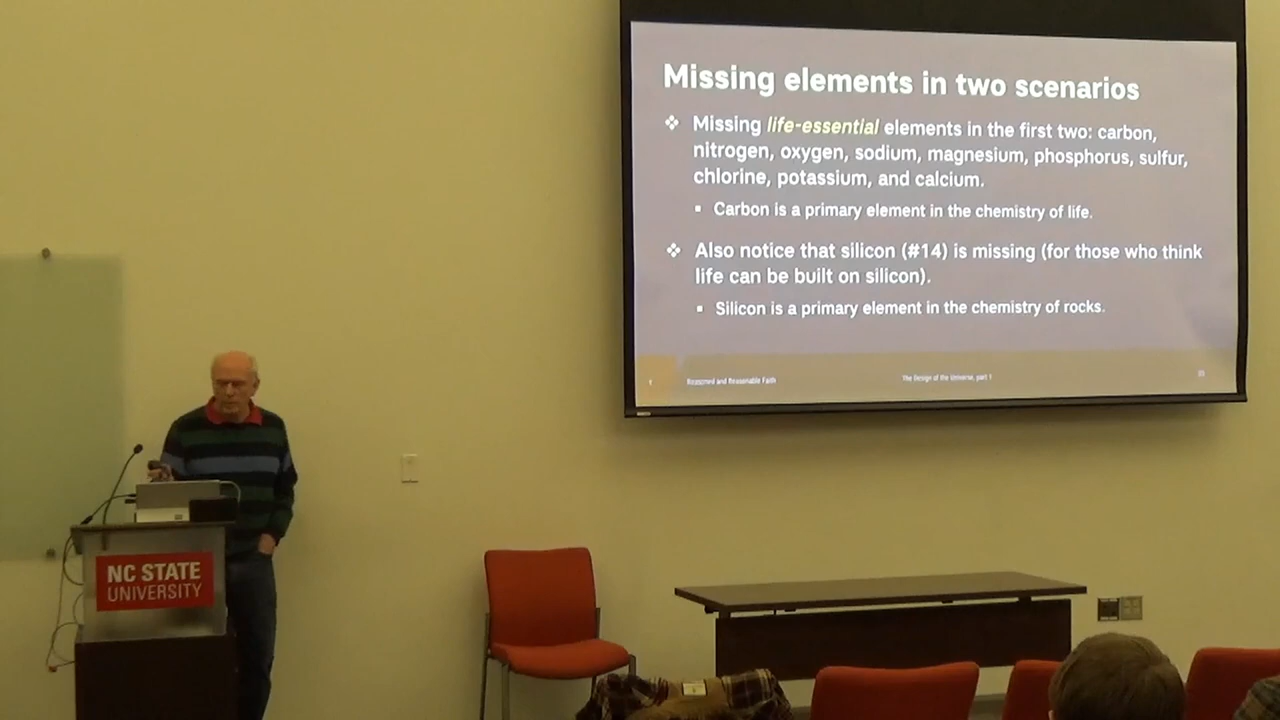 Missing elements in two scenarios
❖ Missing life-essential elements in the first two: carbon,
nitrogen, oxygen, sodium, magnesium, phosphorus, sulfur,
chlorine, potassium, and calcium.
▪ Carbon is a primary element in the chemistry of life.
❖ Also notice that silicon (#14) is missing (for those who think
life can be built on silicon).
▪ Silicon is a primary element in the chemistry of rocks.
Reasoned and Reasonable Faith
The Design of the Universe, part 1
NC STATE
UNIVERSITY